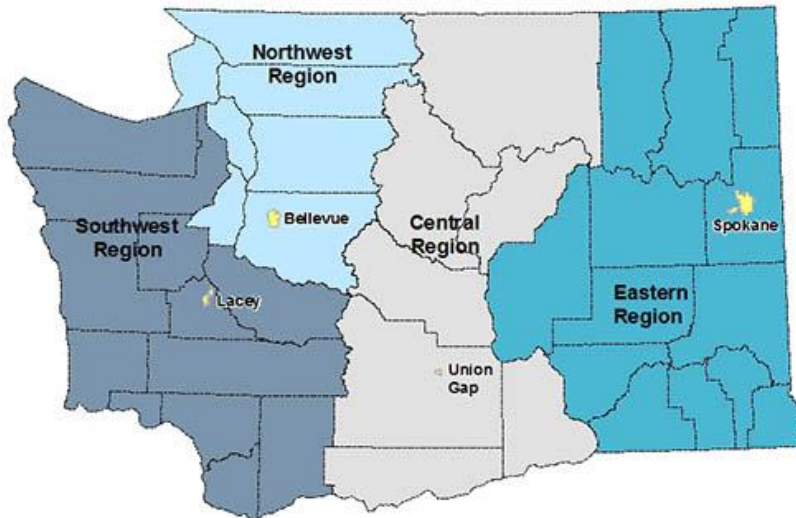 Northwest
Region
Bellevue
Southwest
Region
Central
Region
Spokane
Lacey
Eastern
Region
Union
Gap